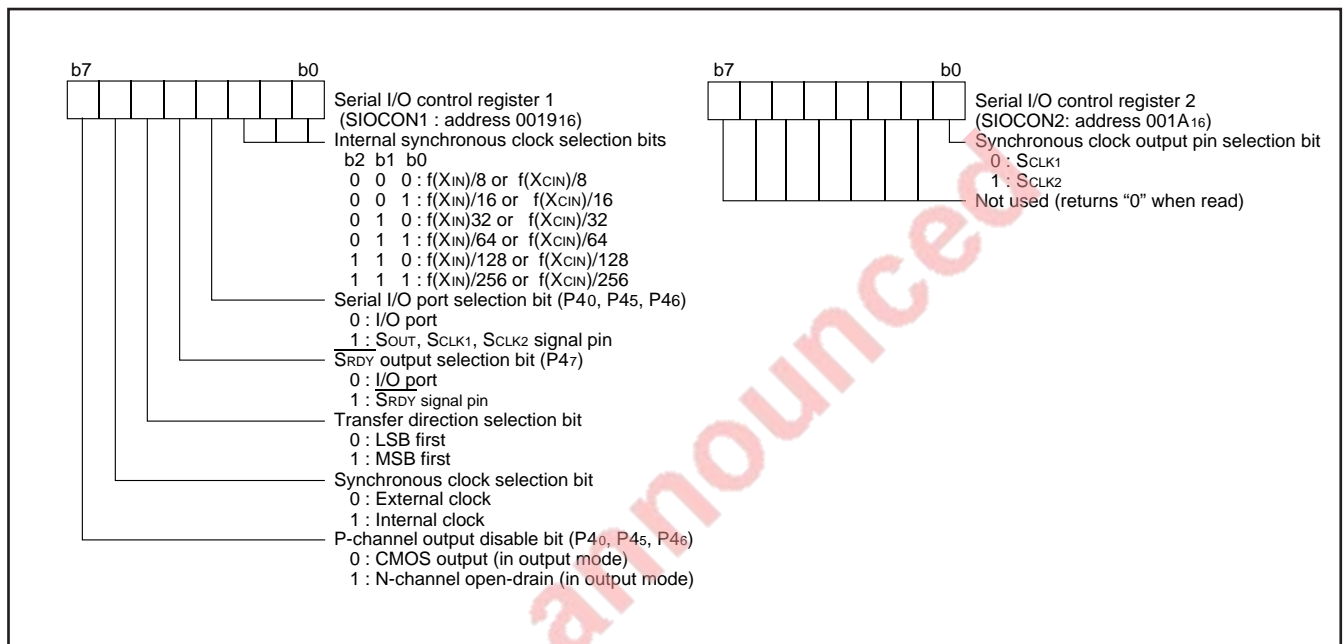 b7 b0
Serial I/O control register 1
(SIOCON1 : address 001916)
Internal synchronous clock selection bits
b2 b1 b0
0 0 0 : f(XIN)/8 or f(XCIN)/8
0 0 1 : f(XIN)/16 or f(XCIN)/16
0 1 0 : f(XIN)32 or f(XCIN)/32
0 1 1 : f(XIN)/64 or f(XCIN)/64
1 1 0 : f(XIN)/128 or f(XCIN)/128
1 1 1 : f(XIN)/256 or f(XCIN)/256
Serial I/O port selection bit (P40, P45, P46)
0 : I/O port
1 : SOUT, SCLK1, SCLK2 signal pin
SRDY output selection bit (P47)
0 : I/O port
1 : SRDY signal pin
Transfer direction selection bit
0 : LSB first
1 : MSB first
Synchronous clock selection bit
0 : External clock
1 : Internal clock
P-channel output disable bit (P40, P45, P46)
0 : CMOS output (in output mode)
1 : N-channel open-drain (in output mode)
b7 b0
Serial I/O control register 2
(SIOCON2: address 001A16)
Synchronous clock output pin selection bit
0 : SCLK1
1 : SCLK2
Not used (returns “0” when read)
announced